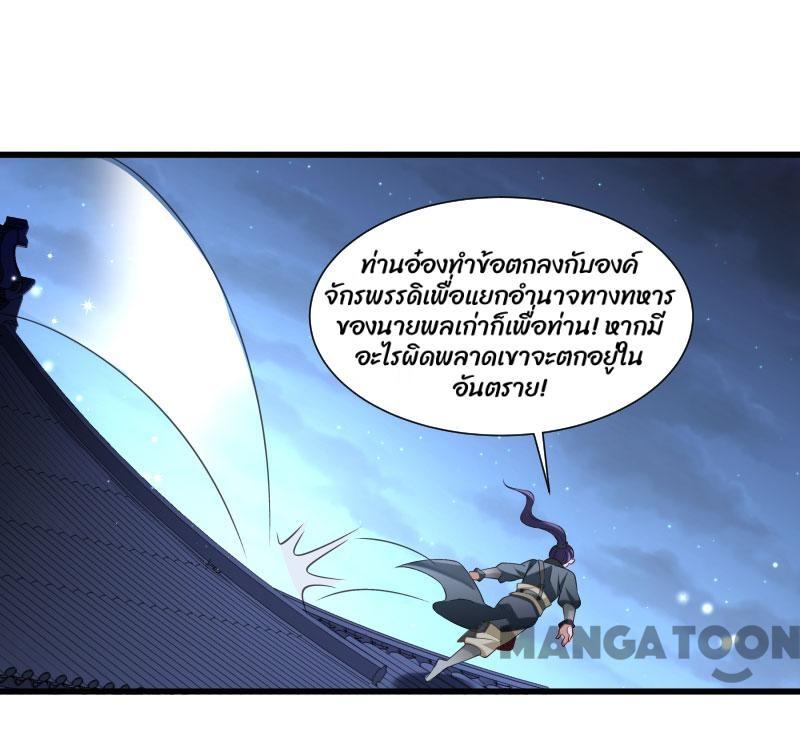 ท่านอ๋องทำข้อตกลงกับองค์
จักรพรรดิเพื่อแยกอำนาจทางทหาร
ของนายพลเก่าก็เพื่อท่าน! หากมี
อะไรผิดพลาดเขาจะตกอยู่ใน
อันตราย!
MANGATOON